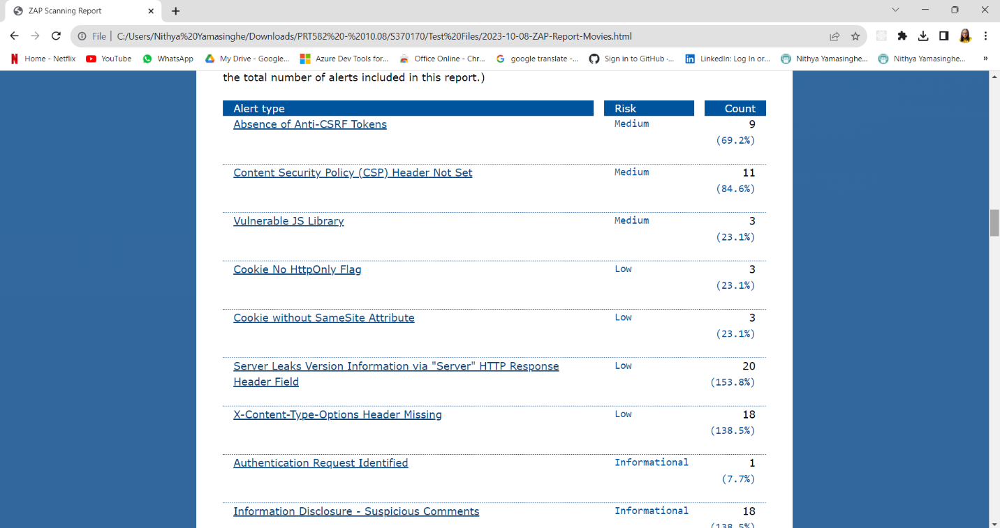 ZAP Scanning Report
File | C:/Users/Nithya%20Yamasinghe/Downloads/PRT582%20-%2010.08/S370170/Test%20Files/2023-10-08-ZAP-Report-Movies.html
Home - Netflix YouTube WhatsApp My Drive - Google... Azure Dev Tools for... Office Online - Chr... google translate -... Sign in to GitHub ·... LinkedIn: Log In or... Nithya Yamasinghe... Nithya Yamasinghe... »
the total number of alerts included in this report.)
Alert type Risk Count
Absence of Anti-CSRF Tokens Medium 9
(69.2%)
Content Security Policy (CSP) Header Not Set Medium 11
(84.6%)
Vulnerable JS Library Medium 3
(23.1%)
Cookie No HttpOnly Flag Low 3
(23.1%)
Cookie without SameSite Attribute Low 3
(23.1%)
Server Leaks Version Information via "Server" HTTP Response Low 20
Header Field (153.8%)
X-Content-Type-Options Header Missing Low 18
(138.5%)
Authentication Request Identified Informational 1
(7.7%)
Information Disclosure - Suspicious Comments Informational 18
(138.5%)